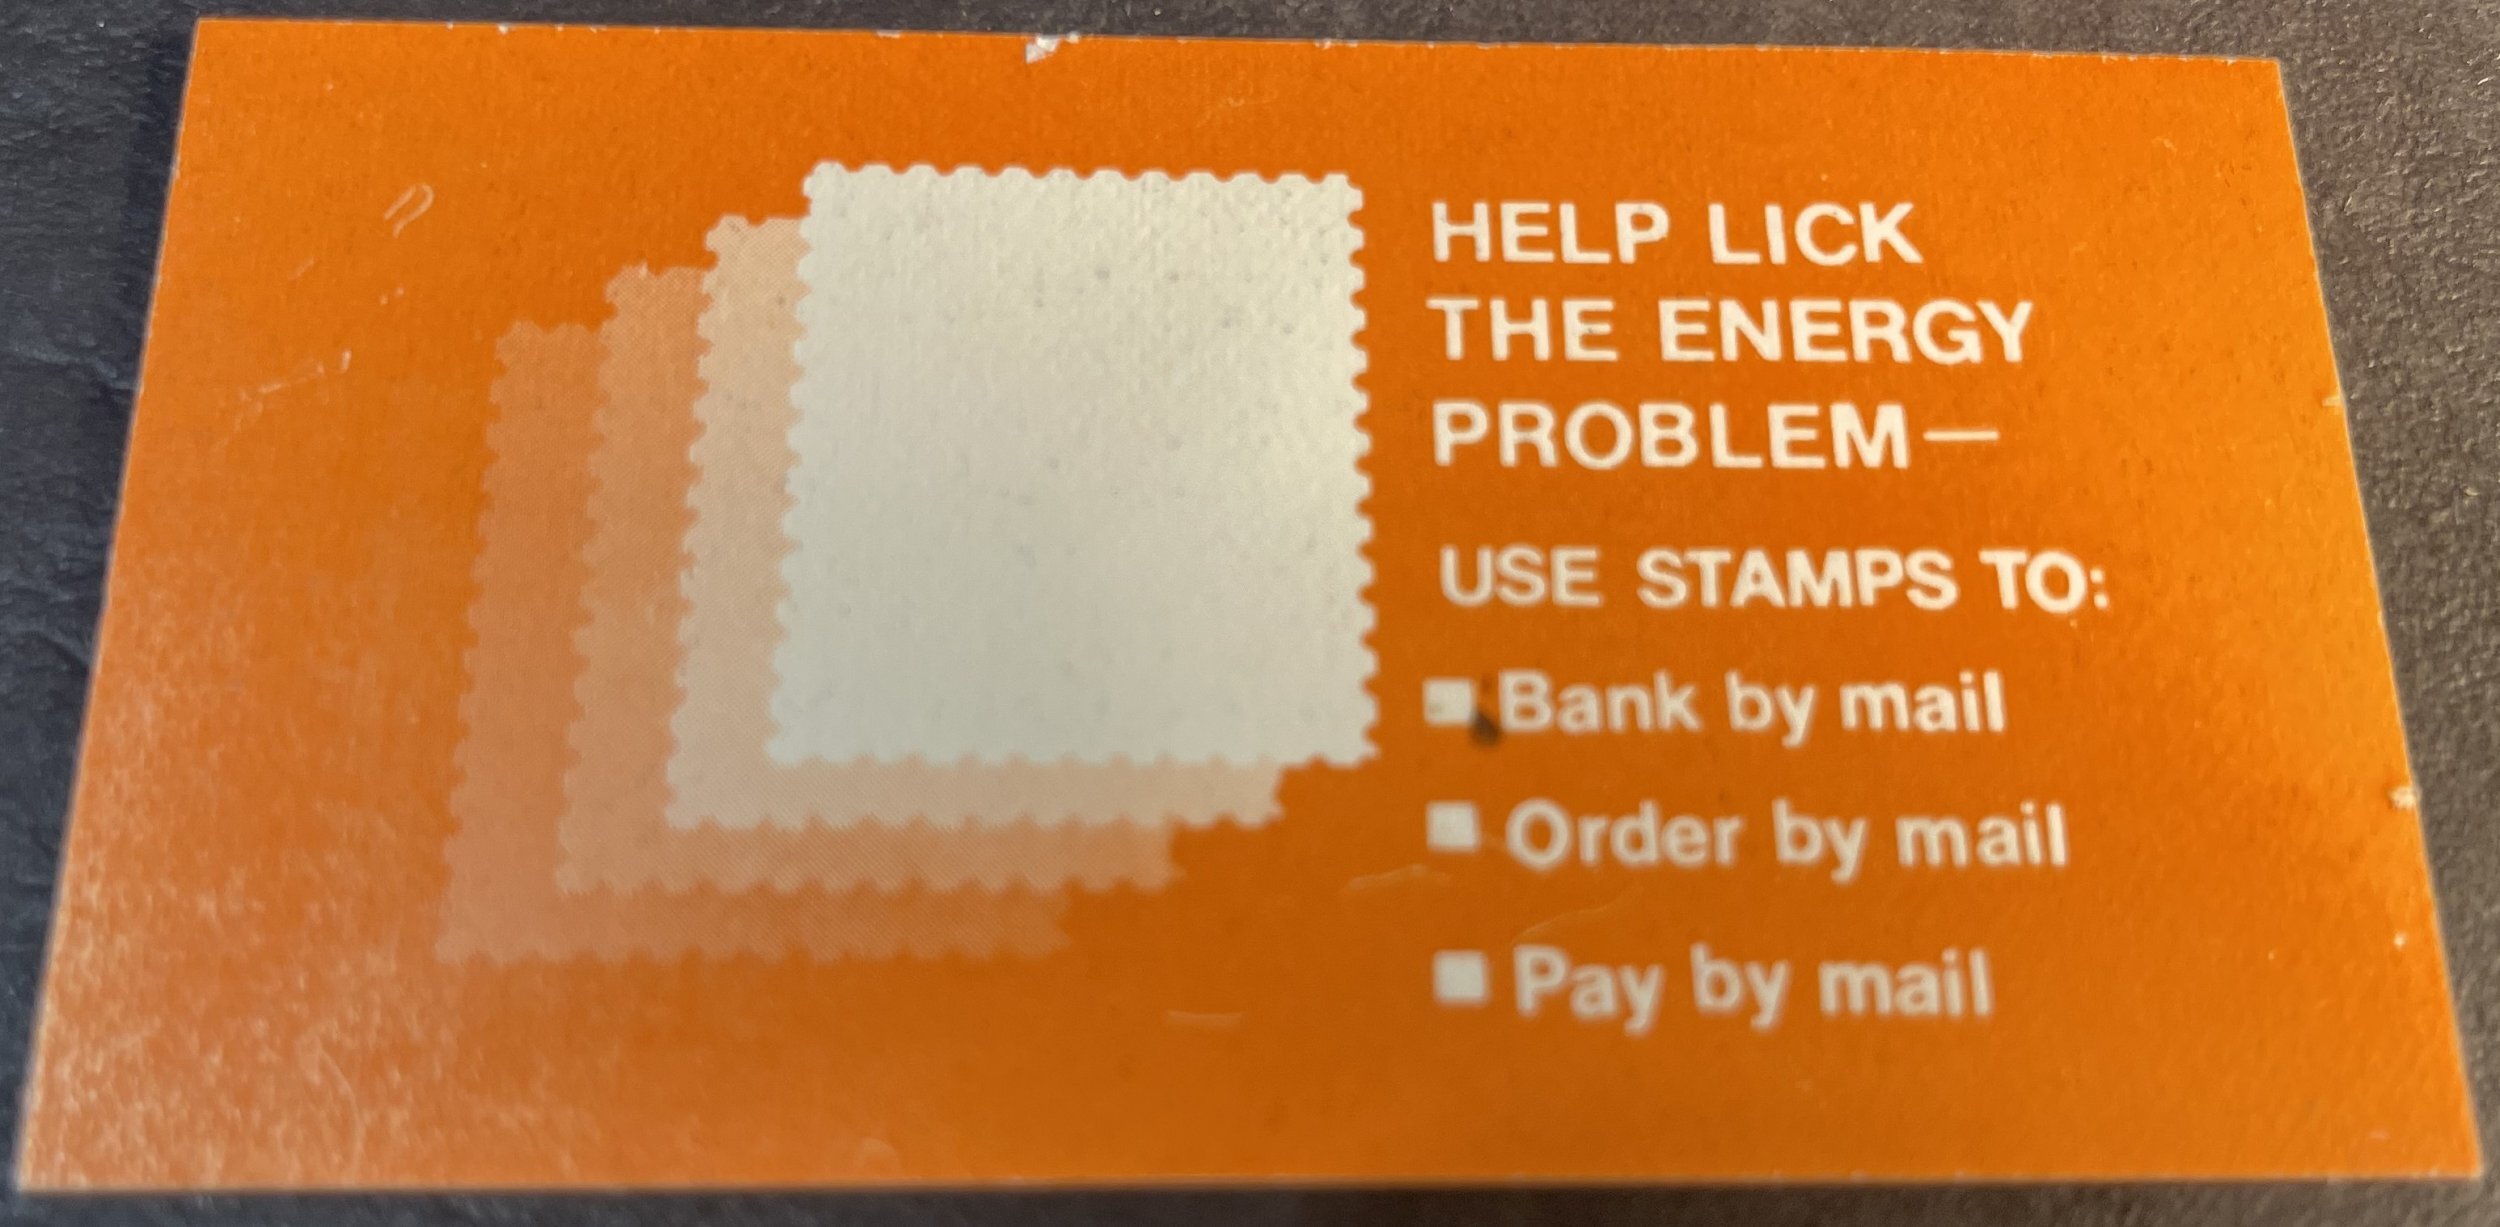 HELP LICK
THE ENERGY
PROBLEM—
USE STAMPS TO:
■ Bank by mail
■ Order by mail
■ Pay by mail